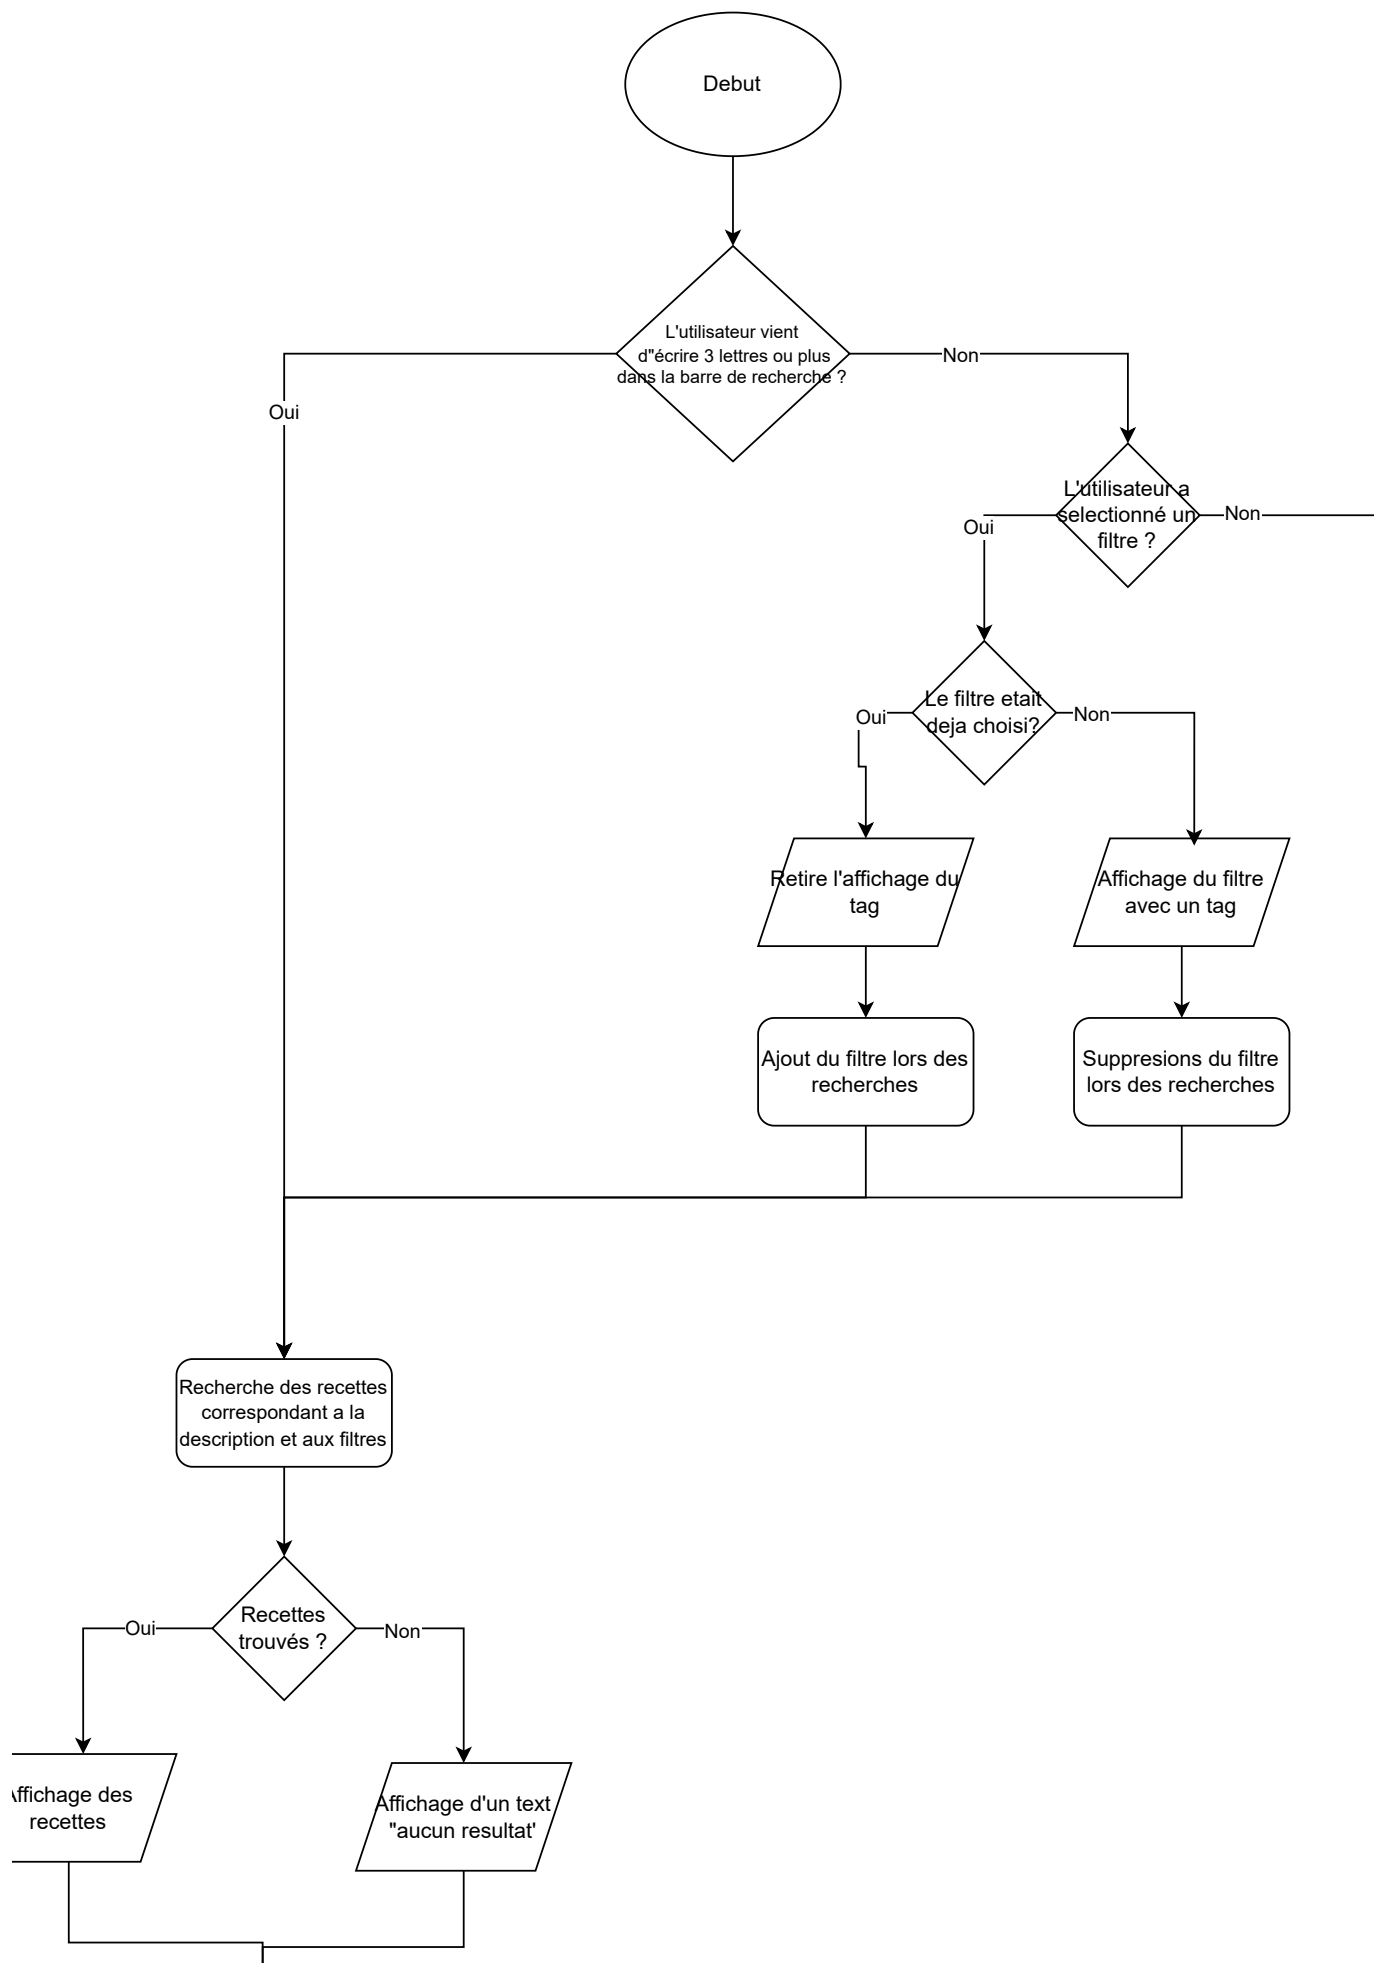 Debut
L'utilisateur vient
d"écrire 3 lettres ou plus
dans la barre de recherche ?
Non
Oui
L'utilisateur a
selectionné un
filtre ?
Non
Oui
Le filtre etait
deja choisi?
Oui
Non
Retire l'affichage du
tag
Affichage du filtre
avec un tag
Ajout du filtre lors des
recherches
Suppresions du filtre
lors des recherches
Recherche des recettes
correspondant a la
description et aux filtres
Recettes
trouvés ?
Oui
Non
Affichage des
recettes
Affichage d'un text
"aucun resultat'